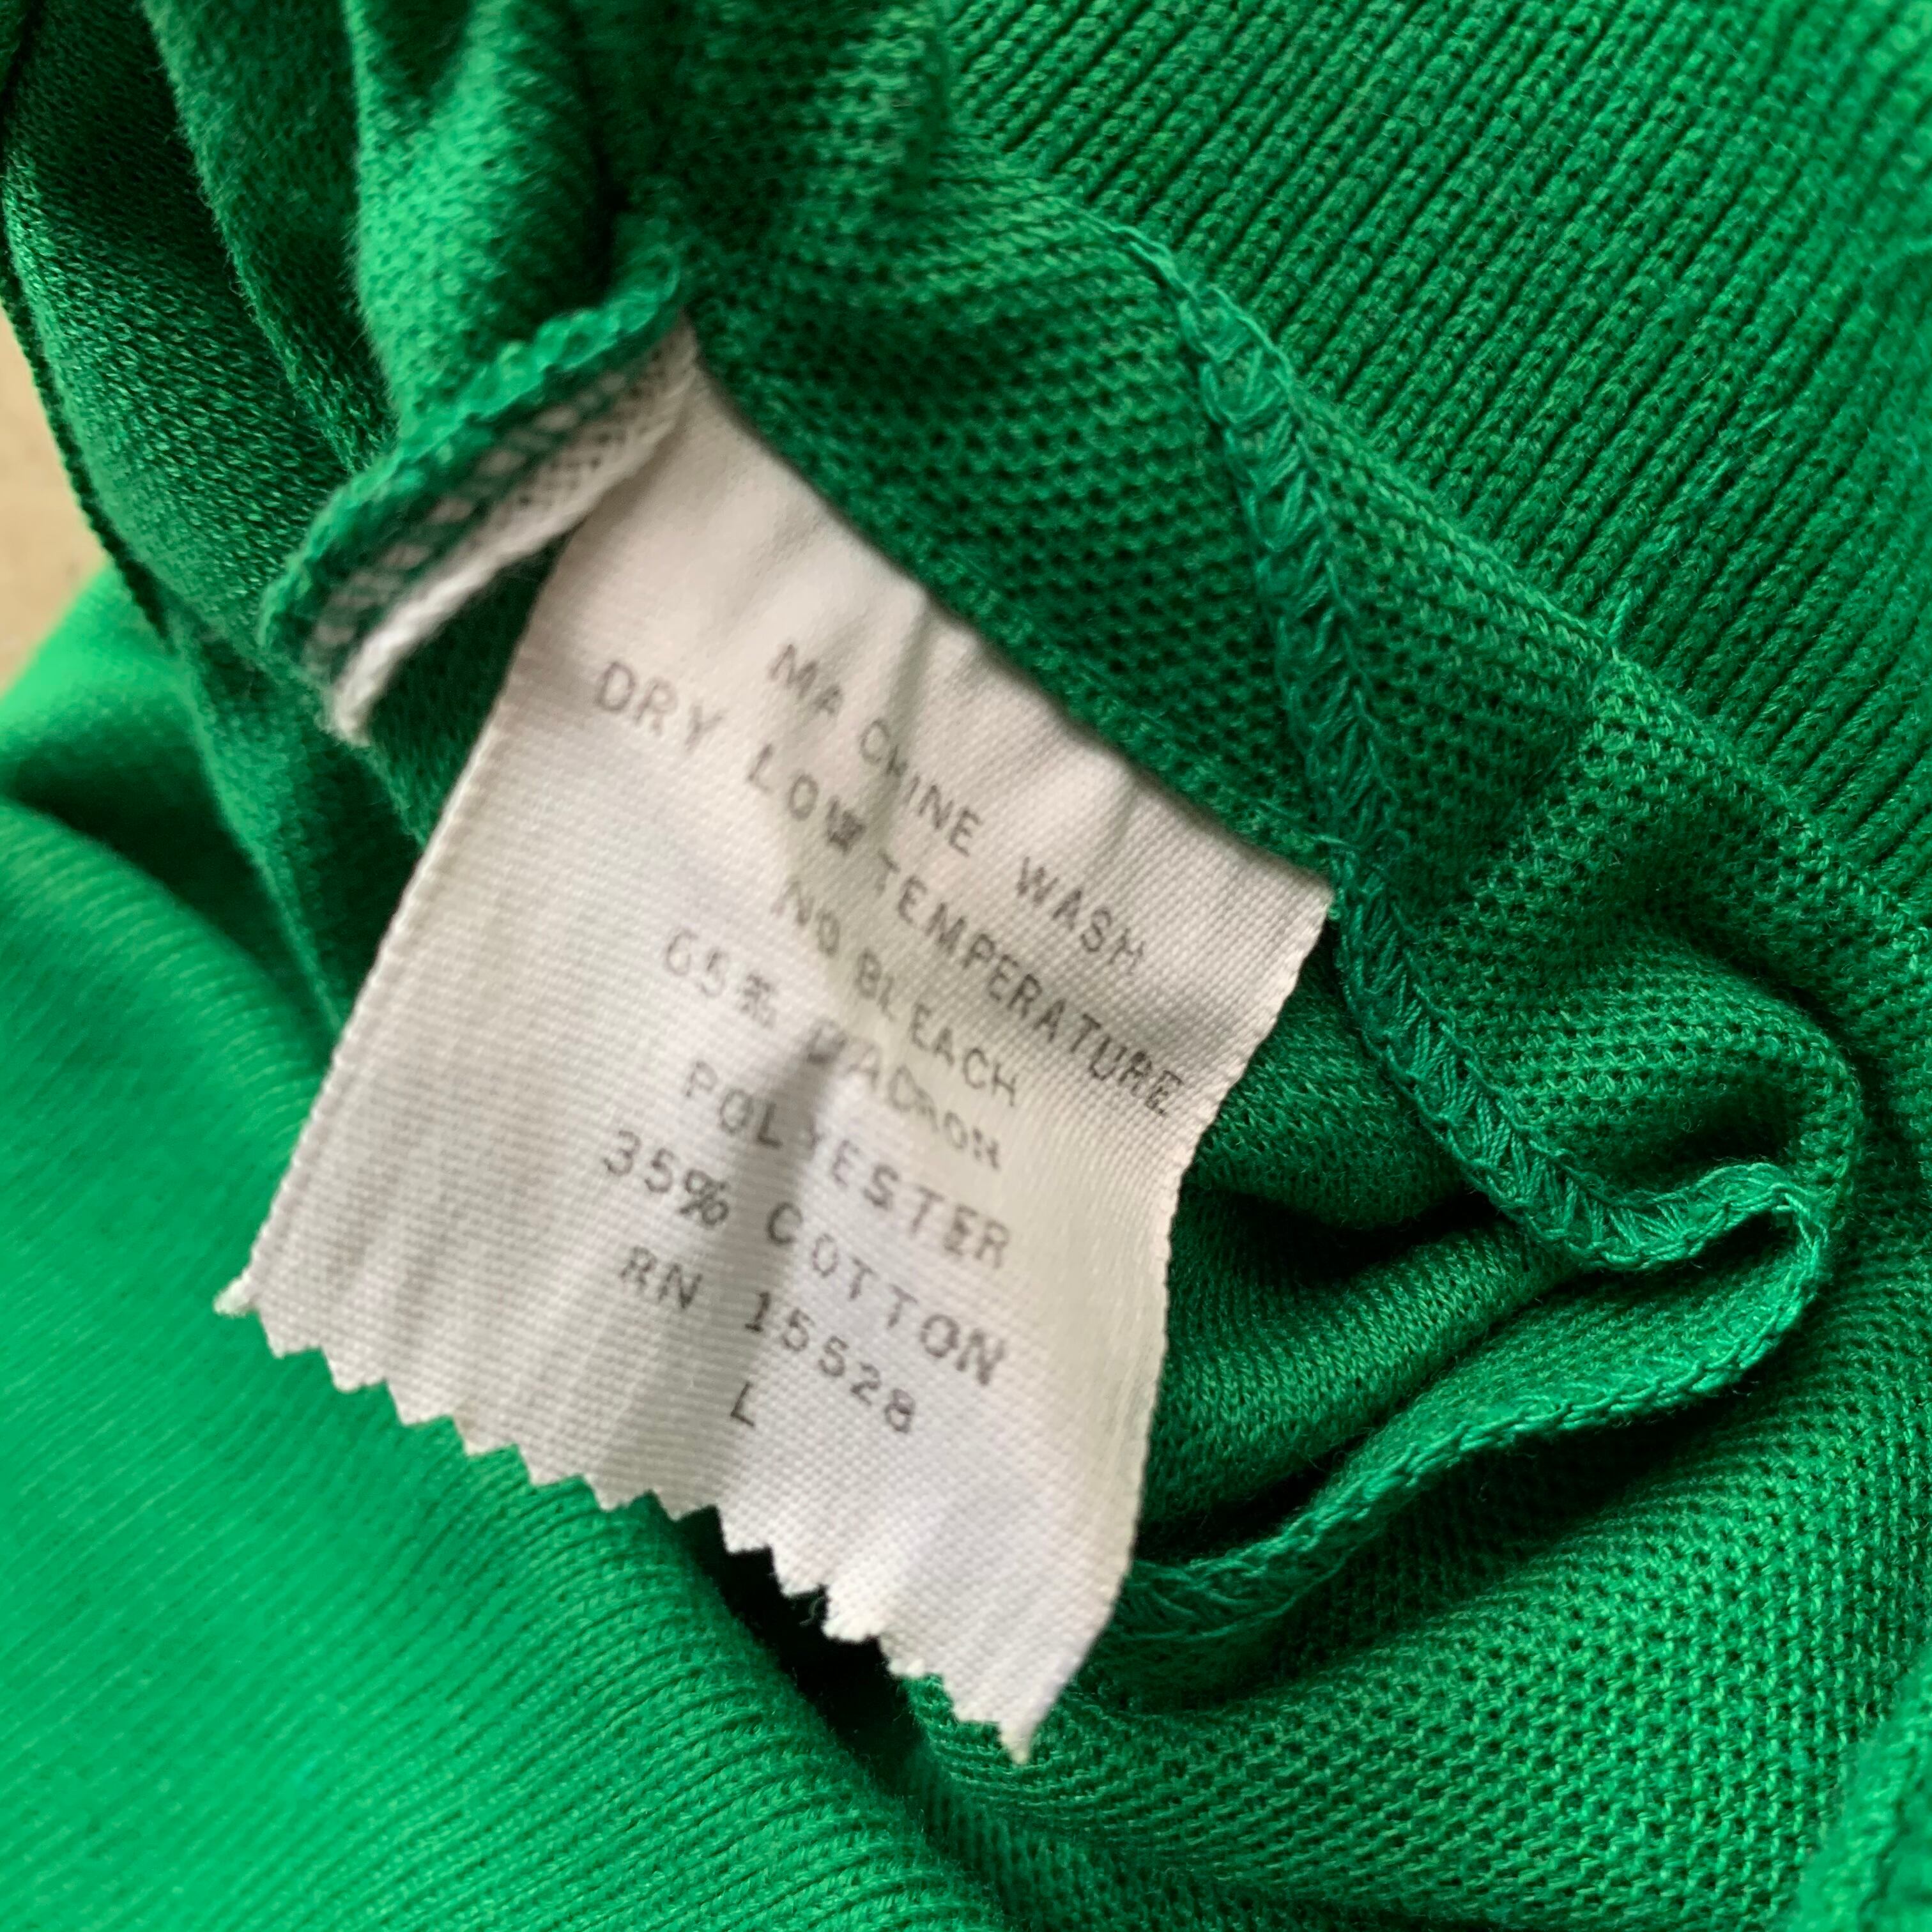 MACHINE WASH
DRY LOW TEMPERATURE
NO BLEACH
65% DACRON
POLYESTER
35% COTTON
RN 15528
L